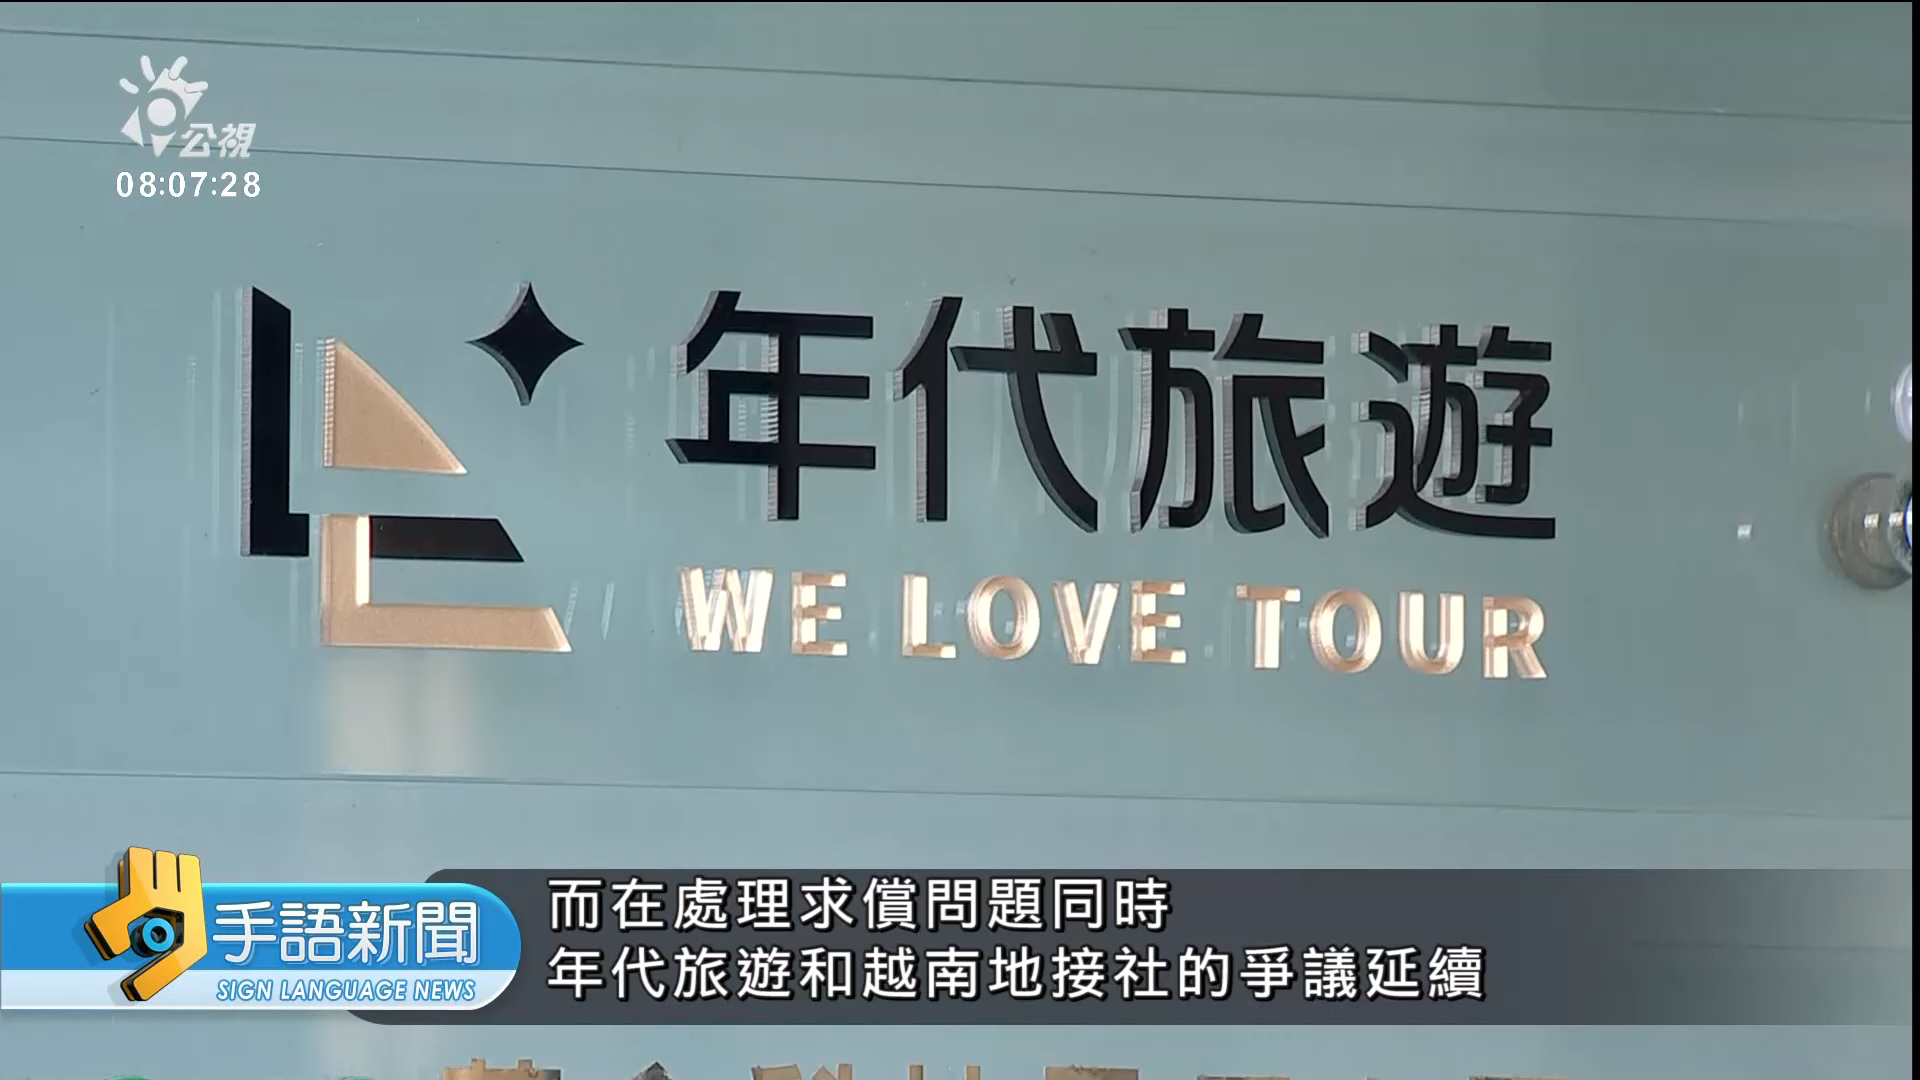 公視
08:07:28
年代旅遊
WE LOVE TOUR
手語新聞
SIGN LANGUAGE NEWS
而在處理求償問題同時
年代旅遊和越南地接社的爭議延續